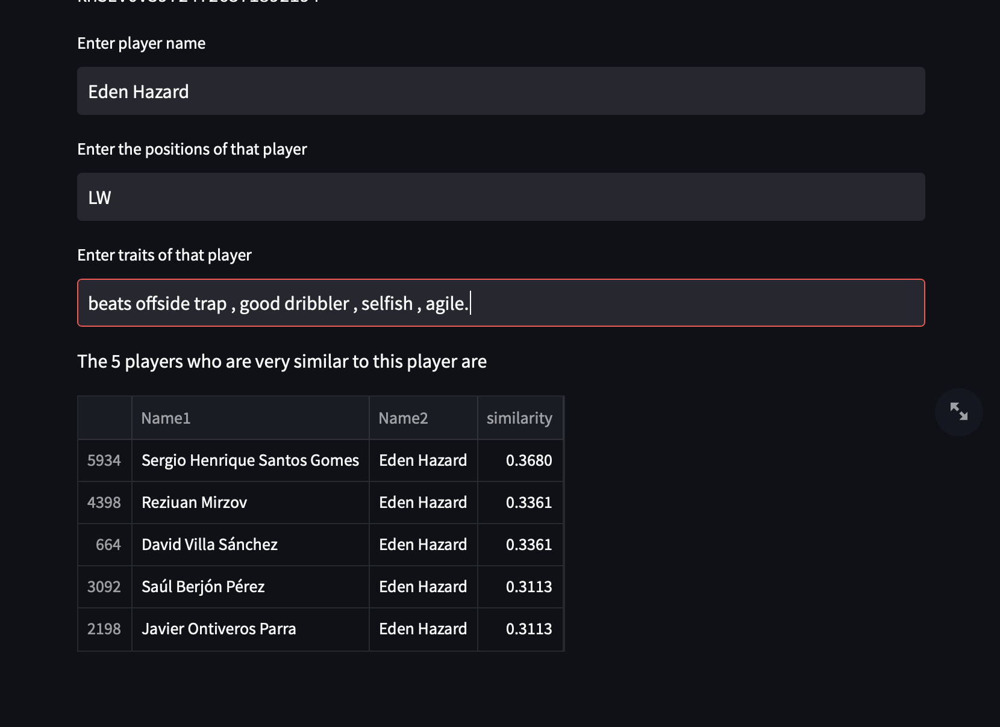 Enter player name
Eden Hazard
Enter the positions of that player
LW
Enter traits of that player
beats offside trap , good dribbler , selfish , agile.
The 5 players who are very similar to this player are
Name1 Name2 similarity
5934 Sergio Henrique Santos Gomes Eden Hazard 0.3680
4398 Reziuan Mirzov Eden Hazard 0.3361
664 David Villa Sánchez Eden Hazard 0.3361
3092 Saúl Berjón Pérez Eden Hazard 0.3113
2198 Javier Ontiveros Parra Eden Hazard 0.3113